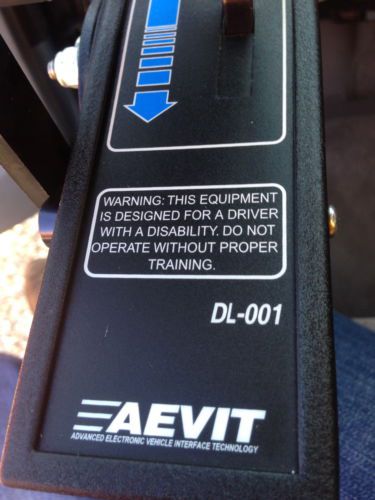 WARNING: THIS EQUIPMENT
IS DESIGNED FOR A DRIVER
WITH A DISABILITY. DO NOT
OPERATE WITHOUT PROPER
TRAINING.
DL-001
AEVIT
ADVANCED ELECTRONIC VEHICLE INTERFACE TECHNOLOGY